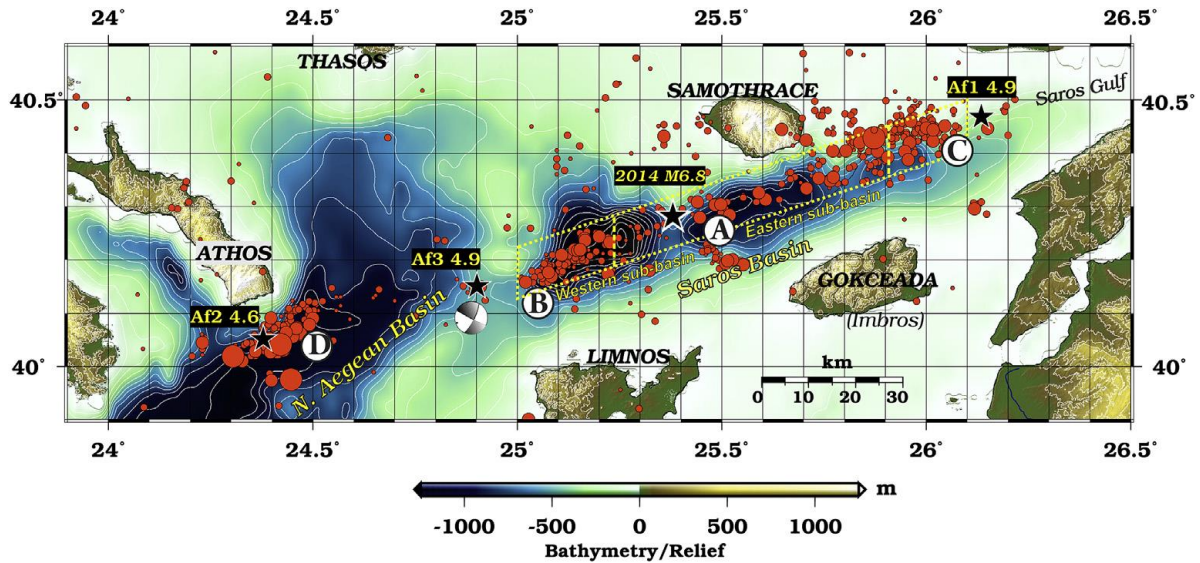 24˚ 24.5˚ 25˚ 25.5˚ 26˚ 26.5˚
THASOS
SAMOTHRACE
Af1 4.9
Saros Gulf
40.5˚ 40.5˚
C
2014 M6.8
A
Eastern sub-basin
ATHOS
Af3 4.9
Western sub-basin
Saros Basin
B
GOKCEADA
(Imbros)
Af2 4.6
D
N. Aegean Basin
LIMNOS
km
0 10 20 30
40˚ 40˚
24˚ 24.5˚ 25˚ 25.5˚ 26˚ 26.5˚
m
-1000 -500 0 500 1000
Bathymetry/Relief